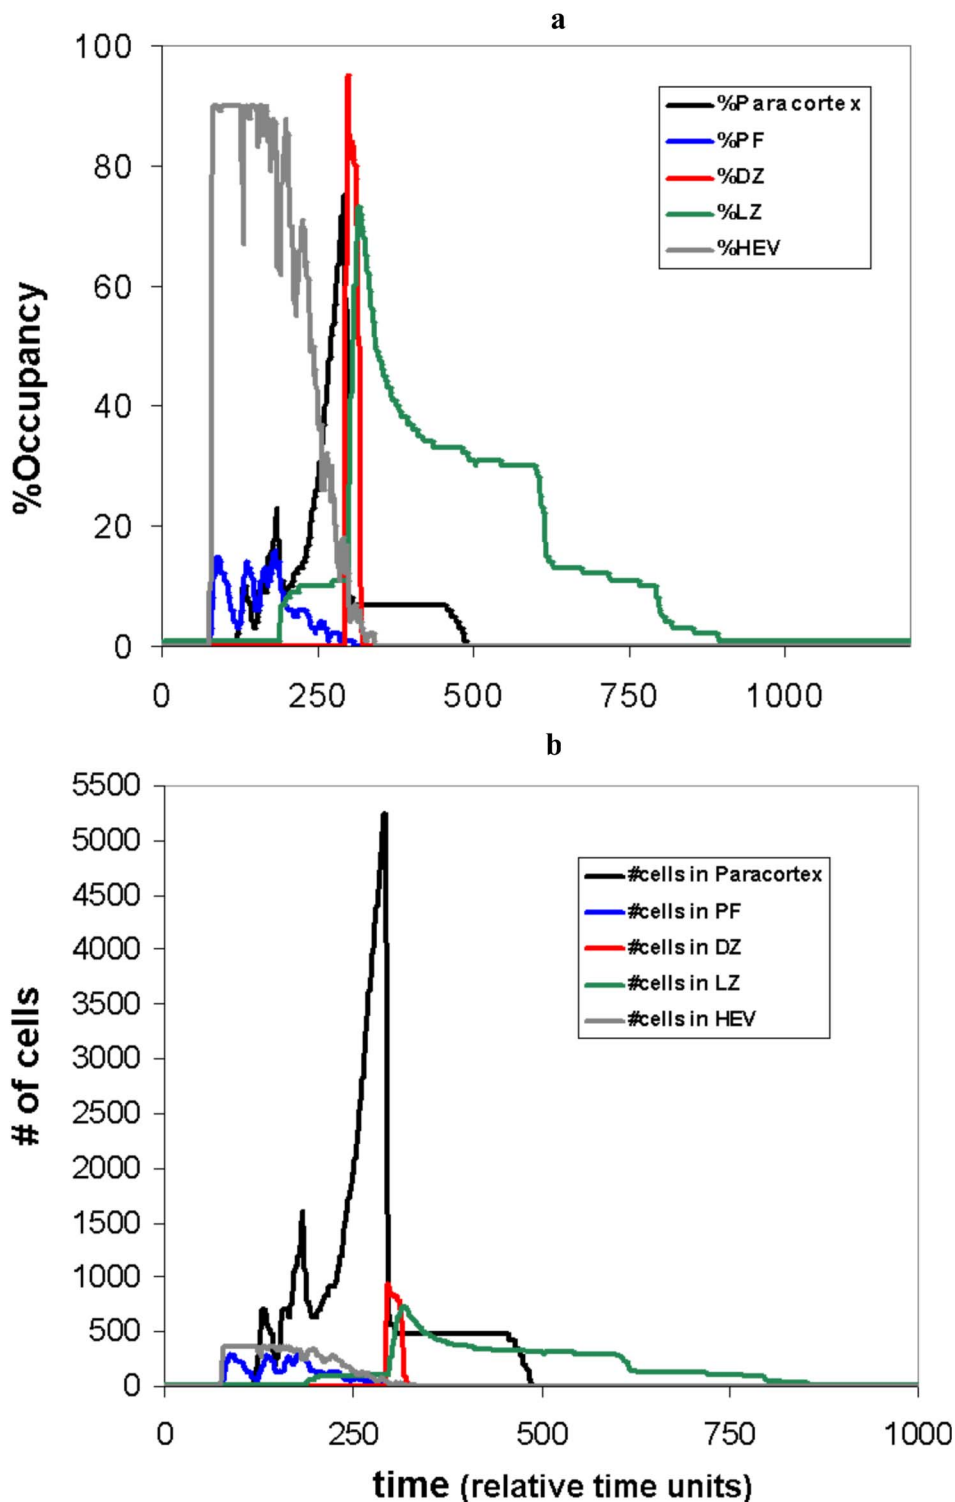 a
100
80
60
40
20
0
%Occupancy
%Paracortex
%PF
%DZ
%LZ
%HEV
0 250 500 750 1000
b
5500
5000
4500
4000
3500
3000
2500
2000
1500
1000
500
0
# of cells
#cells in Paracortex
#cells in PF
#cells in DZ
#cells in LZ
#cells in HEV
0 250 500 750 1000
time (relative time units)